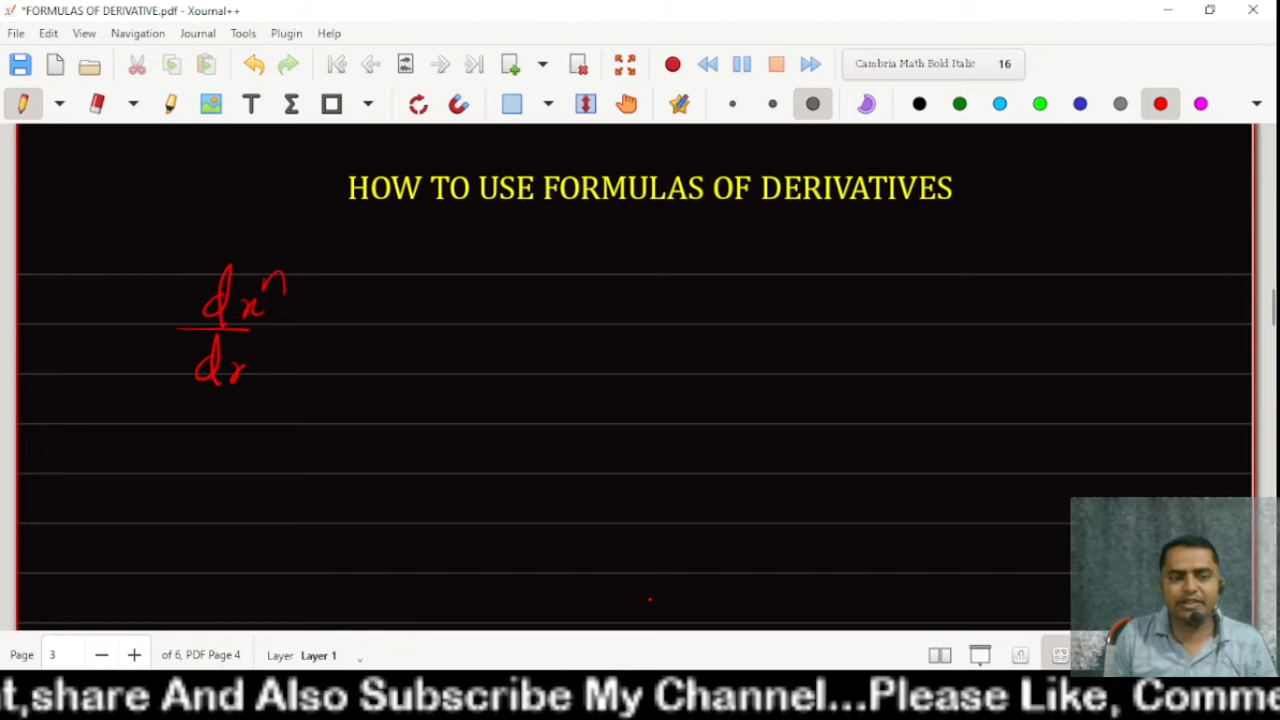 *FORMULAS OF DERIVATIVE.pdf - Xournal++
File Edit View Navigation Journal Tools Plugin Help
Cambria Math Bold Italic 16
HOW TO USE FORMULAS OF DERIVATIVES
dxⁿ
dx
Page 3 of 6, PDF Page 4 Layer Layer 1
t,share And Also Subscribe My Channel...Please Like, Comme